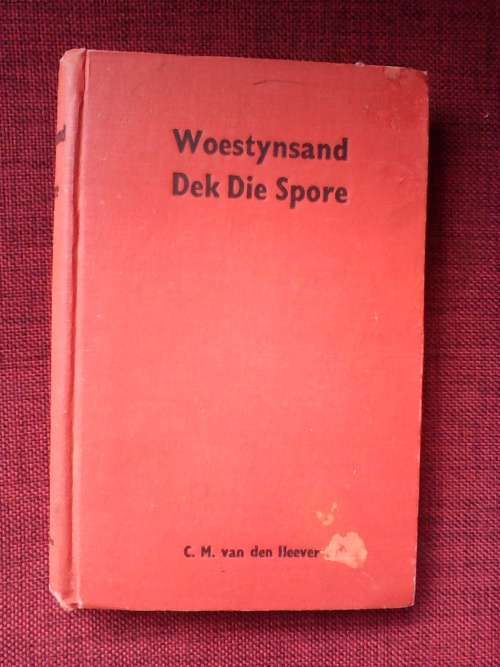 Woestynsand
Dek Die Spore
C. M. van den Heever